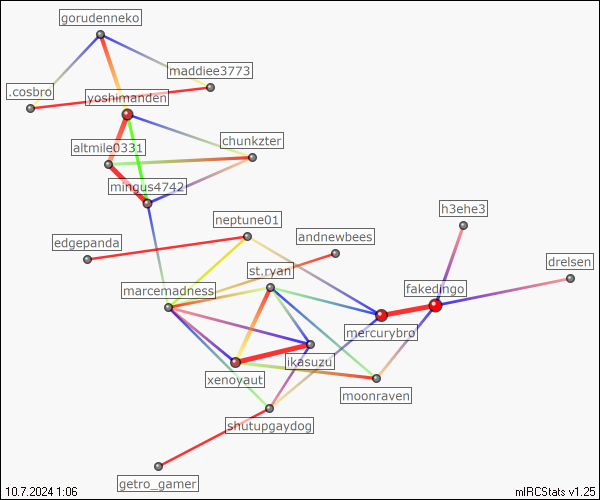 gorudenneko
maddiee3773
.cosbro
yoshimanden
chunkzter
altmile0331
mingus4742
h3ehe3
neptune01
andnewbees
edgepanda
drelsen
st.ryan
fakedingo
marcemadness
mercurybro
ikasuzu
xenoyaut
moonraven
shutupgaydog
getro_gamer
10.7.2024 1:06
mIRCStats v1.25